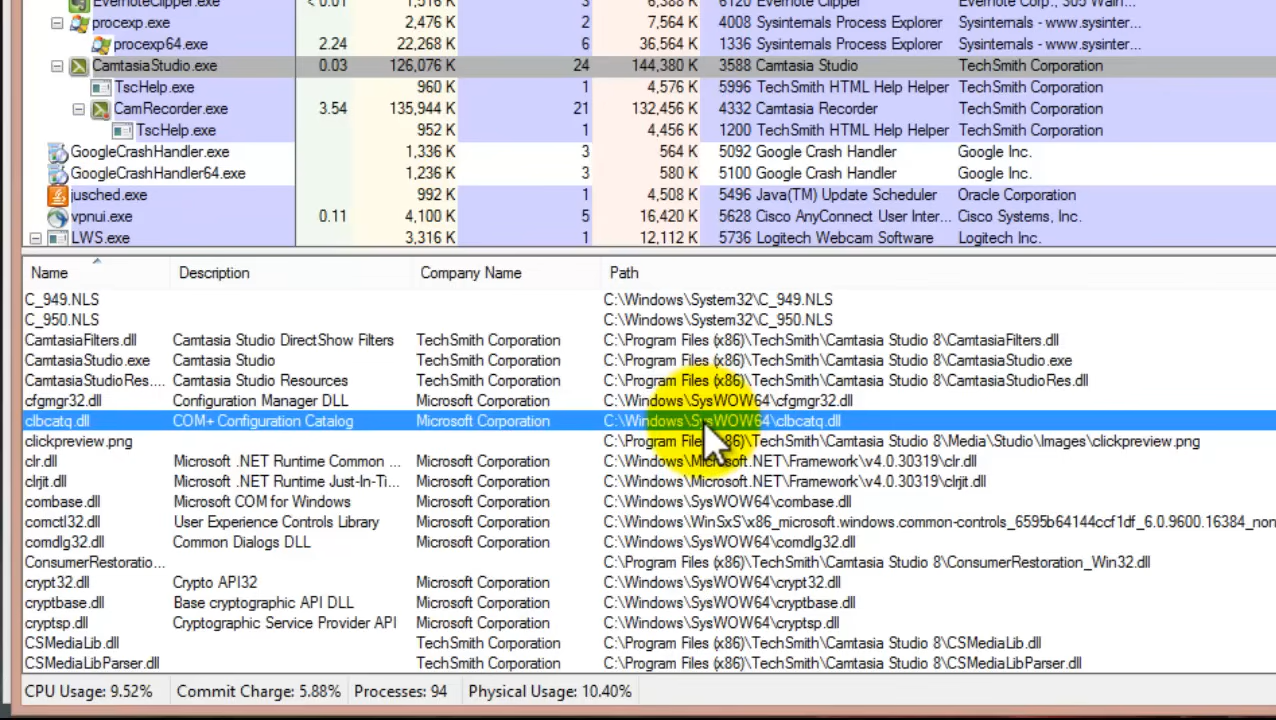 EvernoteClipper.exe < 0.01 1,516 K 3 6,388 K 6120 Evernote Clipper Evernote Corp., 305 Waln...
procexp.exe 2,476 K 2 7,564 K 4008 Sysinternals Process Explorer Sysinternals - www.sysinter...
procexp64.exe 2.24 22,268 K 6 36,564 K 1336 Sysinternals Process Explorer Sysinternals - www.sysinter...
CamtasiaStudio.exe 0.03 126,076 K 24 144,380 K 3588 Camtasia Studio TechSmith Corporation
TscHelp.exe 960 K 1 4,576 K 5996 TechSmith HTML Help Helper TechSmith Corporation
CamRecorder.exe 3.54 135,944 K 21 132,456 K 4332 Camtasia Recorder TechSmith Corporation
TscHelp.exe 952 K 1 4,456 K 1200 TechSmith HTML Help Helper TechSmith Corporation
GoogleCrashHandler.exe 1,336 K 3 564 K 5092 Google Crash Handler Google Inc.
GoogleCrashHandler64.exe 1,236 K 3 580 K 5100 Google Crash Handler Google Inc.
jusched.exe 992 K 1 4,508 K 5496 Java(TM) Update Scheduler Oracle Corporation
vpnui.exe 0.11 4,100 K 5 16,420 K 5628 Cisco AnyConnect User Inter... Cisco Systems, Inc.
LWS.exe 3,316 K 1 12,112 K 5736 Logitech Webcam Software Logitech Inc.
Name Description Company Name Path
C_949.NLS C:\Windows\System32\C_949.NLS
C_950.NLS C:\Windows\System32\C_950.NLS
CamtasiaFilters.dll Camtasia Studio DirectShow Filters TechSmith Corporation C:\Program Files (x86)\TechSmith\Camtasia Studio 8\CamtasiaFilters.dll
CamtasiaStudio.exe Camtasia Studio TechSmith Corporation C:\Program Files (x86)\TechSmith\Camtasia Studio 8\CamtasiaStudio.exe
CamtasiaStudioRes.... Camtasia Studio Resources TechSmith Corporation C:\Program Files (x86)\TechSmith\Camtasia Studio 8\CamtasiaStudioRes.dll
cfgmgr32.dll Configuration Manager DLL Microsoft Corporation C:\Windows\SysWOW64\cfgmgr32.dll
clbcatq.dll COM+ Configuration Catalog Microsoft Corporation C:\Windows\SysWOW64\clbcatq.dll
clickpreview.png C:\Program Files (x86)\TechSmith\Camtasia Studio 8\Media\Studio\Images\clickpreview.png
clr.dll Microsoft .NET Runtime Common ... Microsoft Corporation C:\Windows\Microsoft.NET\Framework\v4.0.30319\clr.dll
clrjit.dll Microsoft .NET Runtime Just-In-Ti... Microsoft Corporation C:\Windows\Microsoft.NET\Framework\v4.0.30319\clrjit.dll
combase.dll Microsoft COM for Windows Microsoft Corporation C:\Windows\SysWOW64\combase.dll
comctl32.dll User Experience Controls Library Microsoft Corporation C:\Windows\WinSxS\x86_microsoft.windows.common-controls_6595b64144ccf1df_6.0.9600.16384_non
comdlg32.dll Common Dialogs DLL Microsoft Corporation C:\Windows\SysWOW64\comdlg32.dll
ConsumerRestoratio... C:\Program Files (x86)\TechSmith\Camtasia Studio 8\ConsumerRestoration_Win32.dll
crypt32.dll Crypto API32 Microsoft Corporation C:\Windows\SysWOW64\crypt32.dll
cryptbase.dll Base cryptographic API DLL Microsoft Corporation C:\Windows\SysWOW64\cryptbase.dll
cryptsp.dll Cryptographic Service Provider API Microsoft Corporation C:\Windows\SysWOW64\cryptsp.dll
CSMediaLib.dll TechSmith Corporation C:\Program Files (x86)\TechSmith\Camtasia Studio 8\CSMediaLib.dll
CSMediaLibParser.dll TechSmith Corporation C:\Program Files (x86)\TechSmith\Camtasia Studio 8\CSMediaLibParser.dll
CPU Usage: 9.52% Commit Charge: 5.88% Processes: 94 Physical Usage: 10.40%